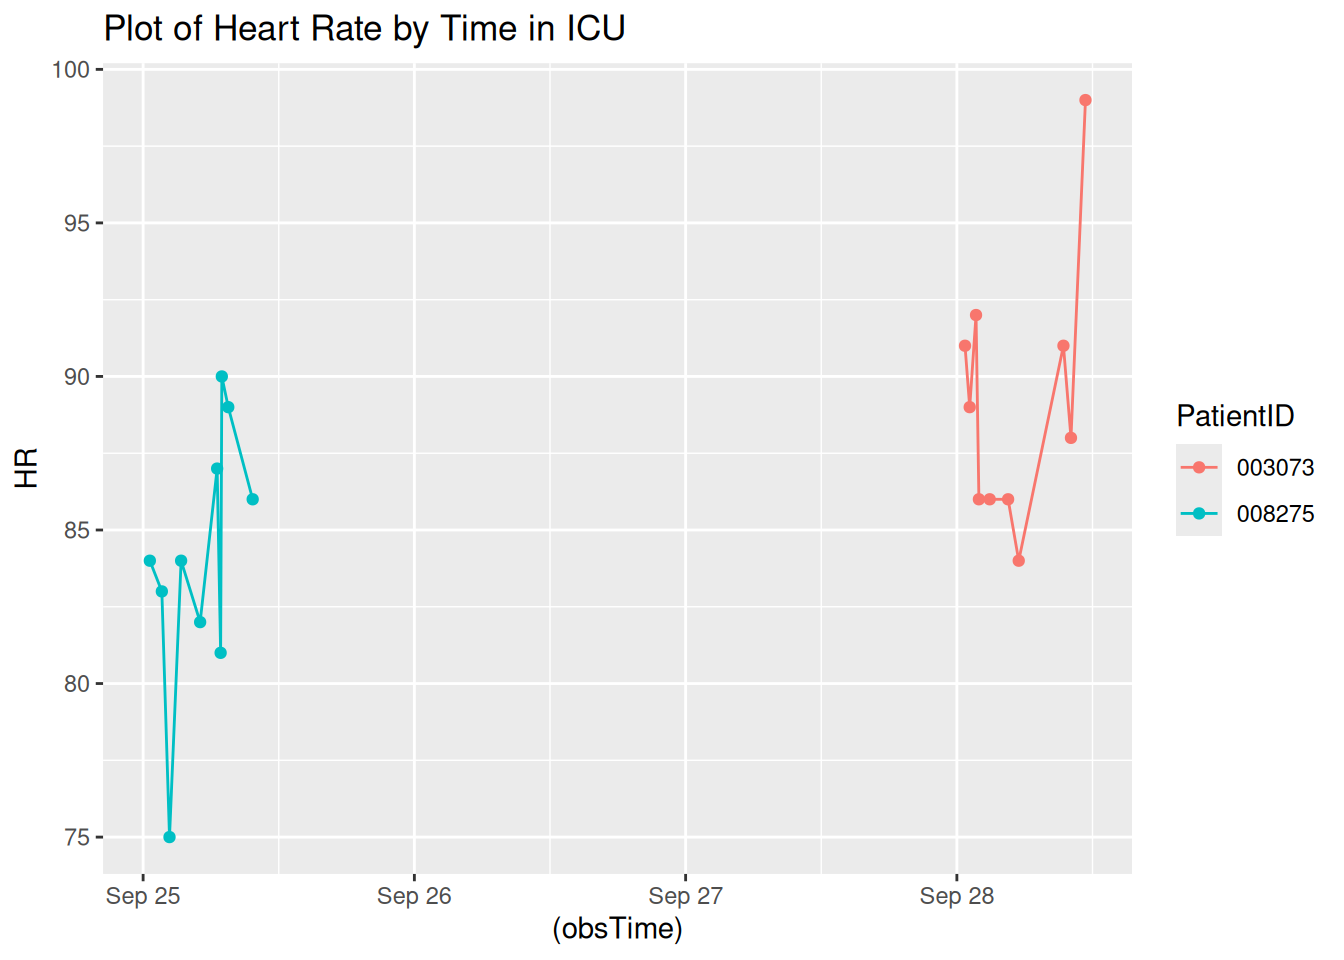 Plot of Heart Rate by Time in ICU
100
95
90
85
80
75
HR
Sep 25
Sep 26
Sep 27
Sep 28
(obsTime)
PatientID
003073
008275